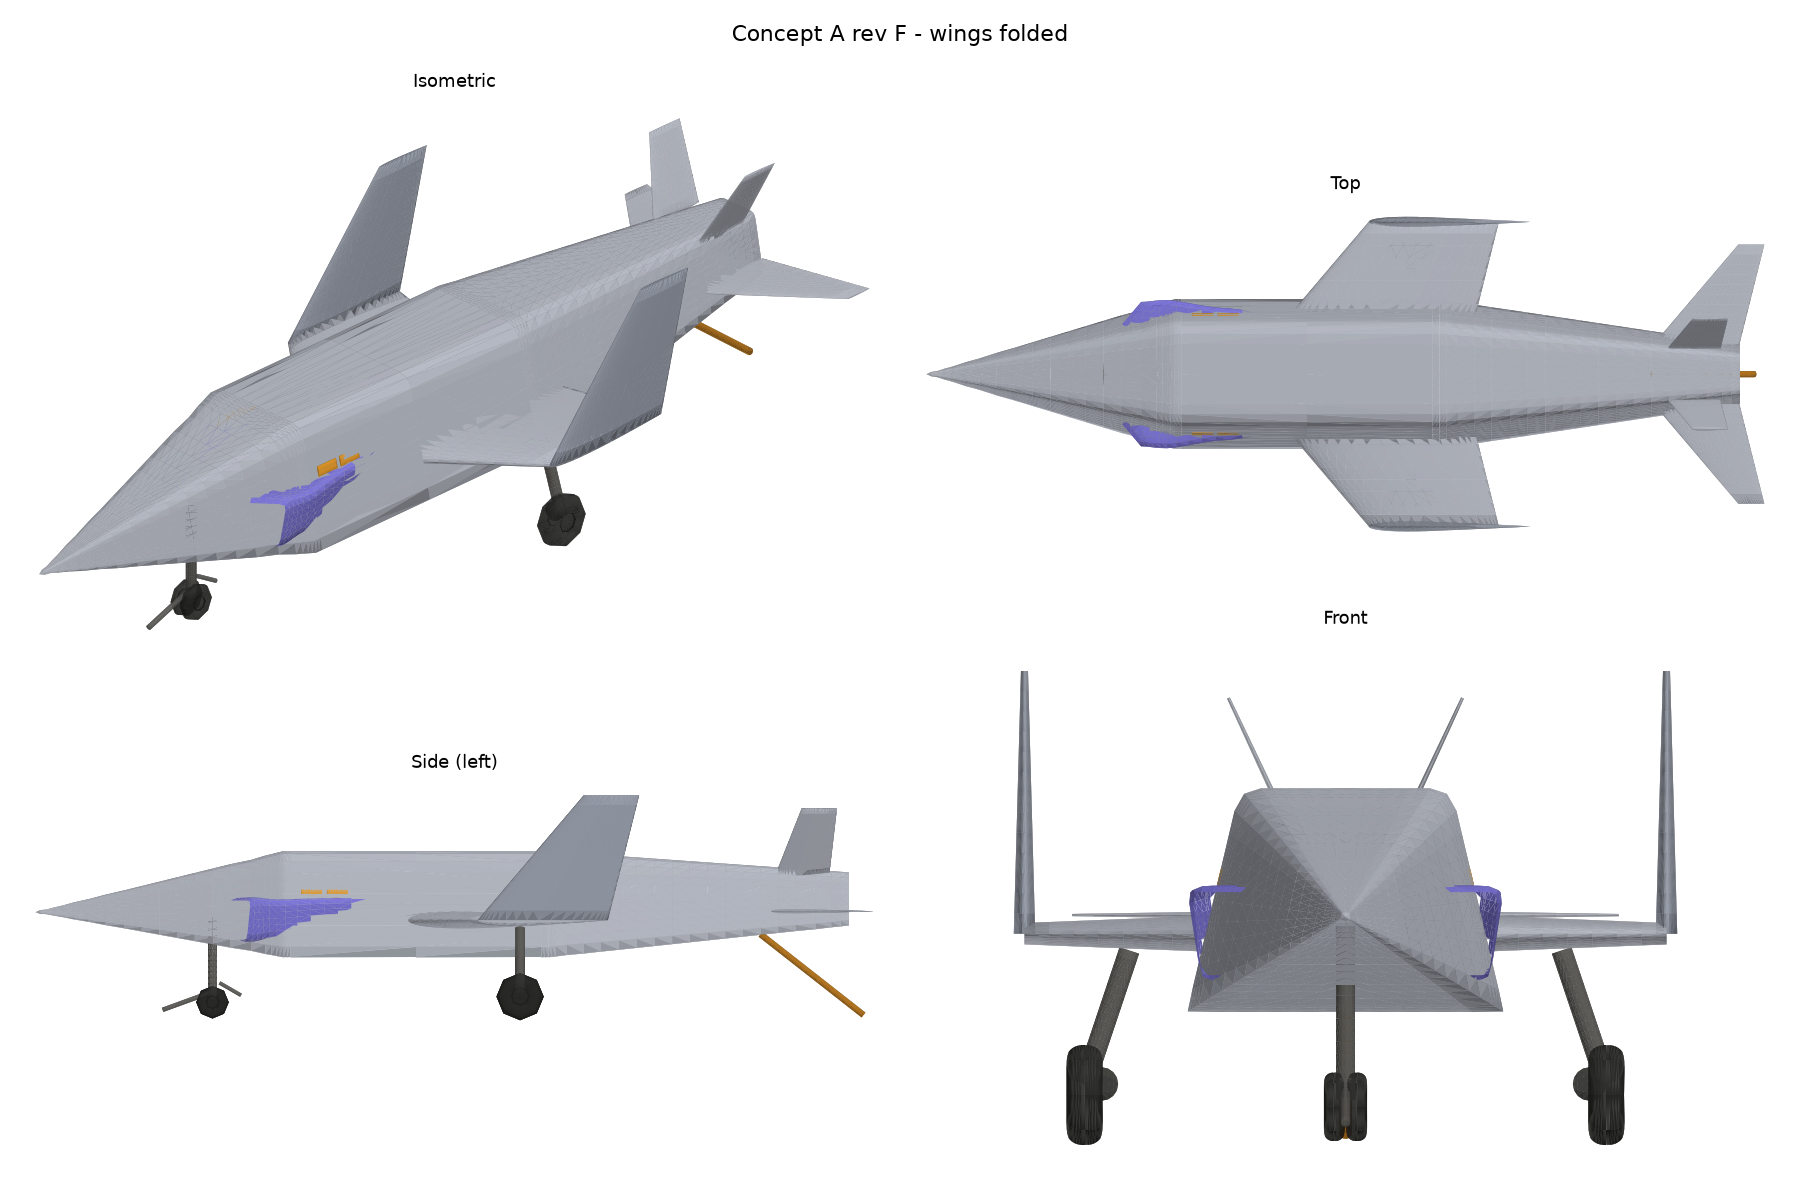 Concept A rev F - wings folded
Isometric
Top
Side (left)
Front